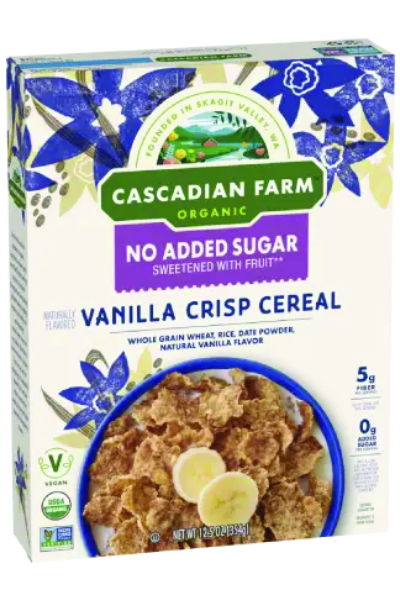 FOUNDED IN SKAGIT VALLEY, WA
CASCADIAN FARM
ORGANIC
NO ADDED SUGAR
SWEETENED WITH FRUIT**
NATURALLY
FLAVORED
VANILLA CRISP CEREAL
WHOLE GRAIN WHEAT, RICE, DATE POWDER,
NATURAL VANILLA FLAVOR
5g
FIBER
0g
ADDED
SUGAR
V
VEGAN
USDA
ORGANIC
NON
GMO
NET WT 12.5 OZ (354g)